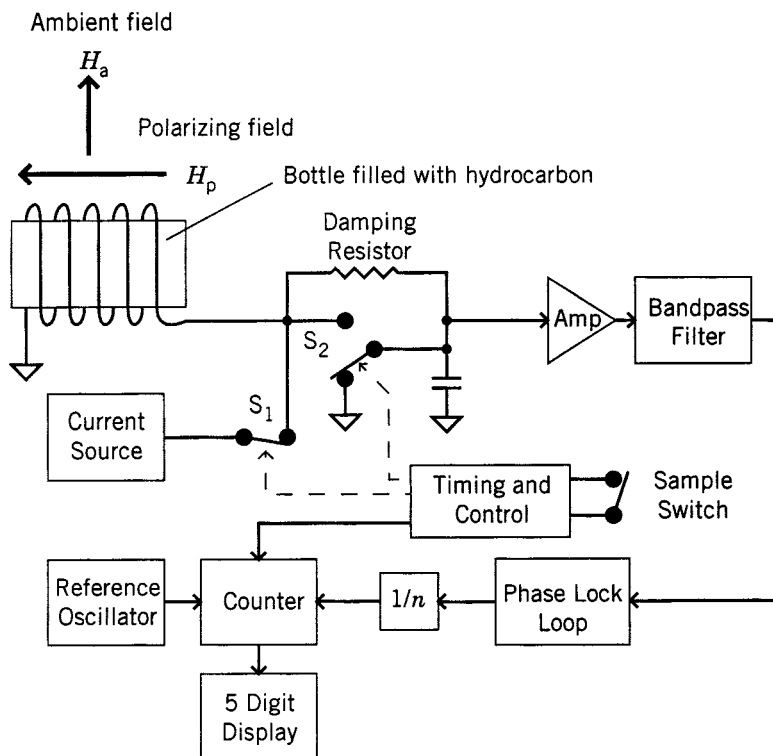 Ambient field
Hₐ
Polarizing field
Hₚ
Bottle filled with hydrocarbon
Damping
Resistor
S₂
Amp
Bandpass
Filter
S₁
Current
Source
Timing and
Control
Sample
Switch
Reference
Oscillator
Counter
1/n
Phase Lock
Loop
5 Digit
Display